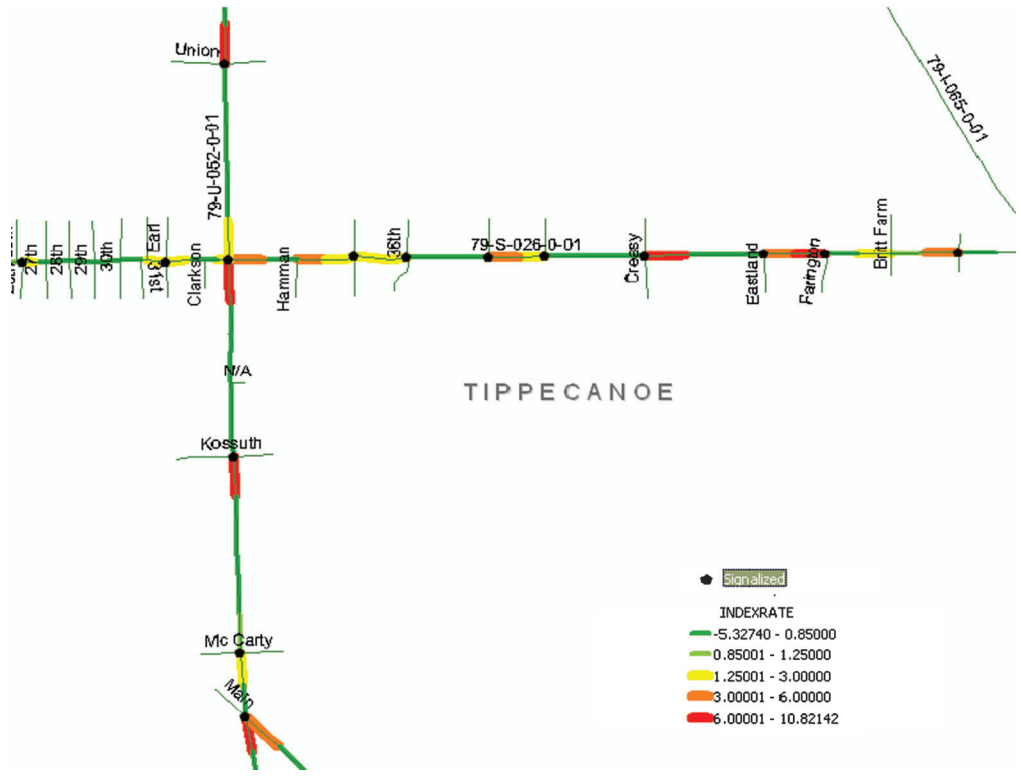 Union
79-I-065-0-01
79-U-052-0-01
27th
28th
29th
30th
31st
Earl
Clarkson
Hamman
36th
79-S-026-0-01
Creasy
Eastland
Farington
Britt Farm
N/A
TIPPECANOE
Kossuth
Mc Carty
Main
Signalized
INDEXRATE
-5.32740 - 0.85000
0.85001 - 1.25000
1.25001 - 3.00000
3.00001 - 6.00000
6.00001 - 10.82142